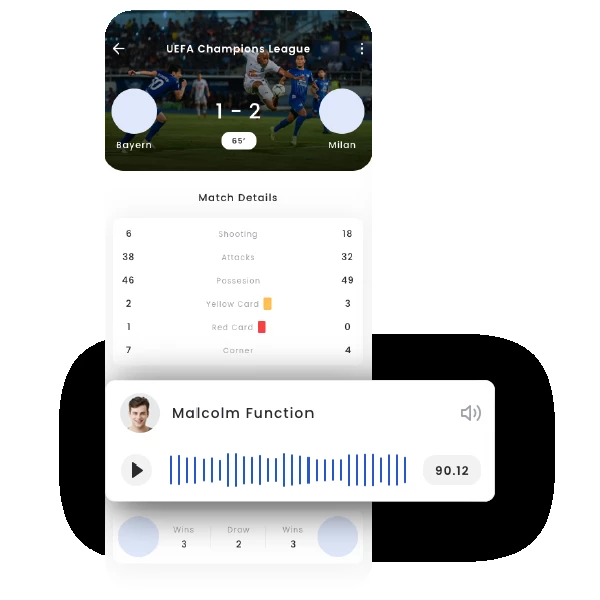 UEFA Champions League
1 - 2
65'
Bayern Milan
Match Details
6 Shooting 18
38 Attacks 32
46 Possesion 49
2 Yellow Card 3
1 Red Card 0
7 Corner 4
Malcolm Function
90.12
Wins Drow Wins
3 2 3